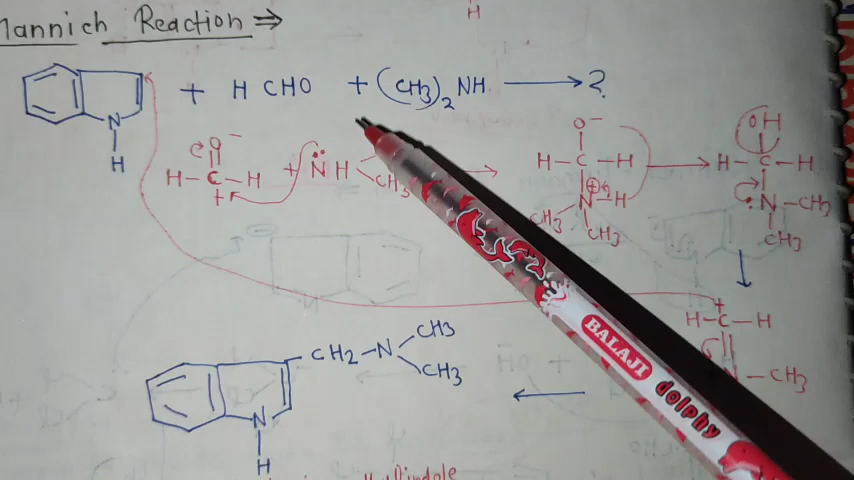 Mannich Reaction ⇒
H
+ H CHO + (CH3)2 NH → ?
N
H
O⁻
H–C–H + N̈ H CH3 →
+
O⁻
H–C–H
N⊕–H
CH3 CH3
→ OH
H–C–H
N–CH3
CH3
+
H–C–H
N–CH3
CH2–N CH3
CH3
N
H
BALAJI dolphy